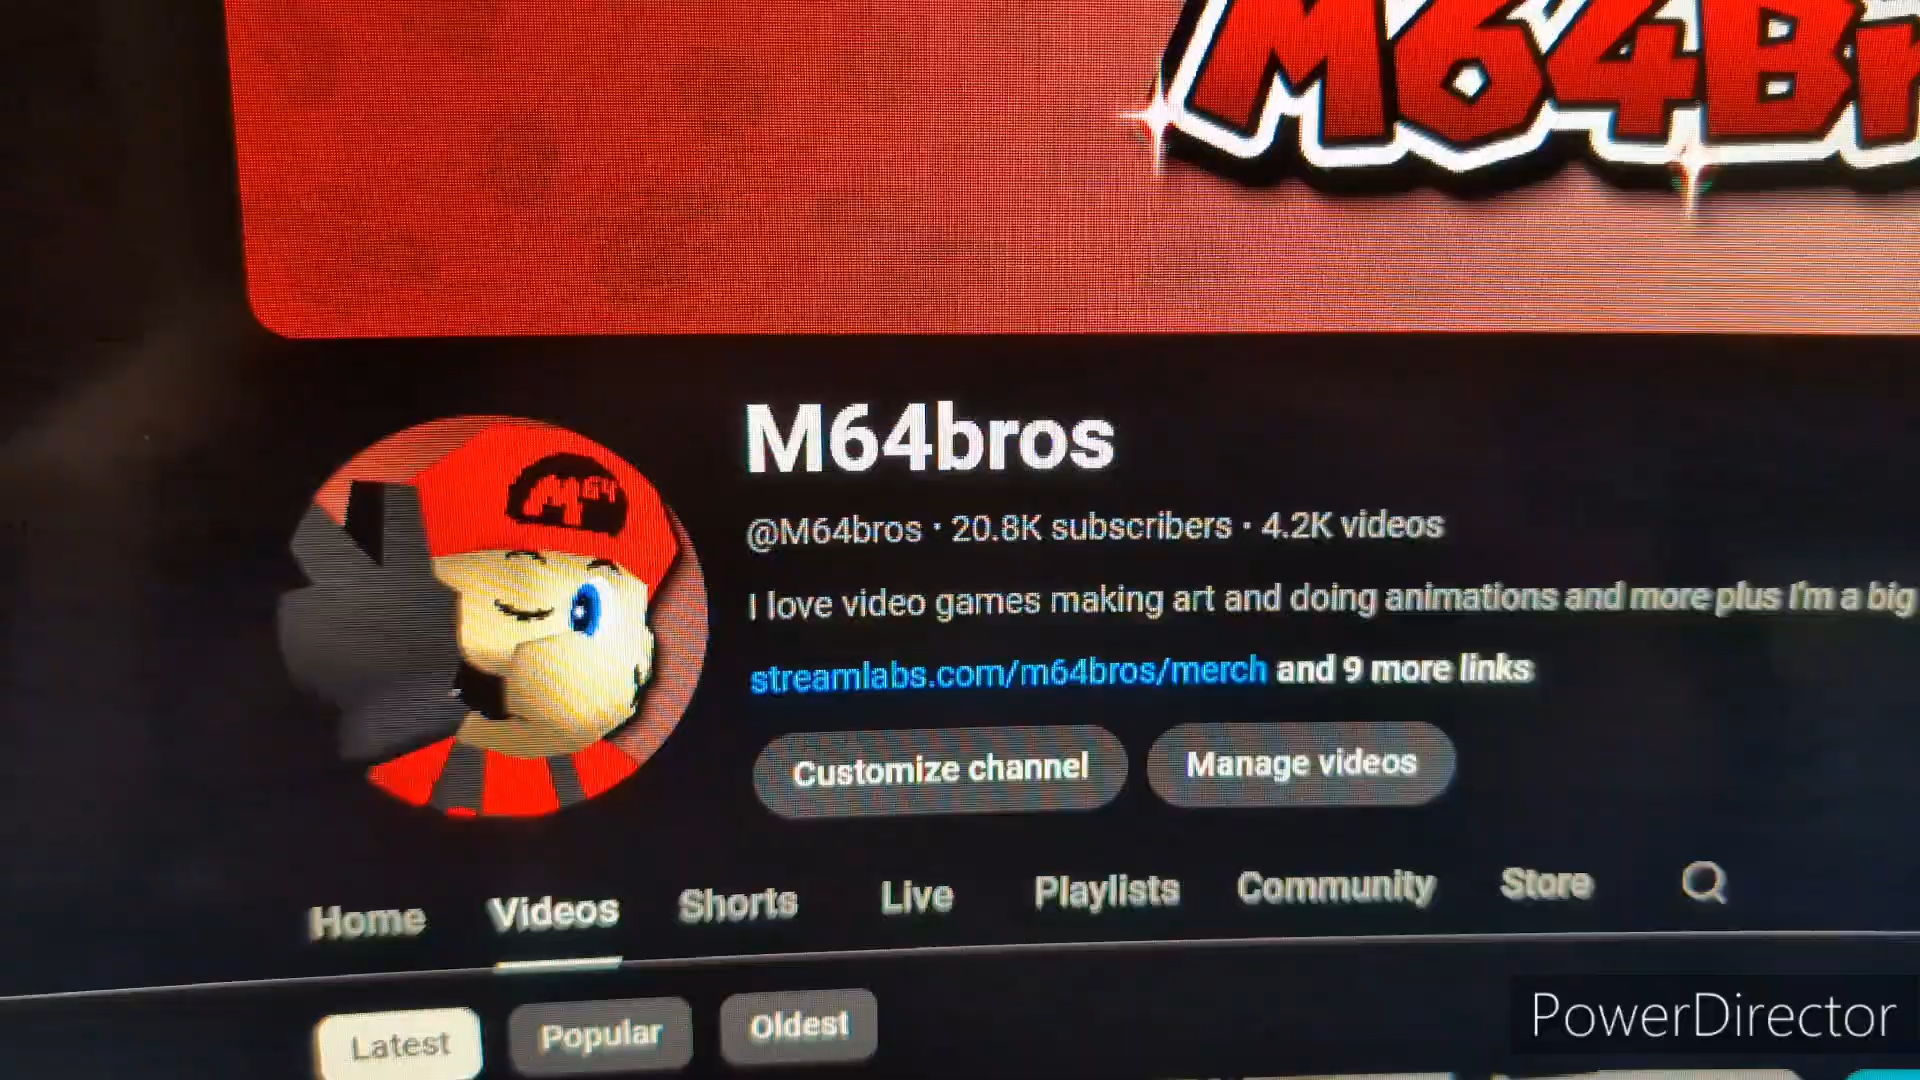 M64Br
M64
M64bros
@M64bros · 20.8K subscribers · 4.2K videos
I love video games making art and doing animations and more plus I'm a big
streamlabs.com/m64bros/merch and 9 more links
Customize channel Manage videos
Home Videos Shorts Live Playlists Community Store
Latest Popular Oldest
PowerDirector